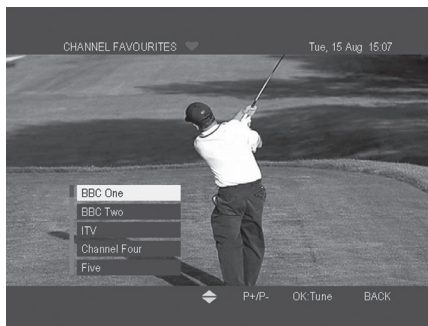 CHANNEL FAVOURITES Tue, 15 Aug 15:07
BBC One
BBC Two
ITV
Channel Four
Five
P+/P- OK:Tune BACK